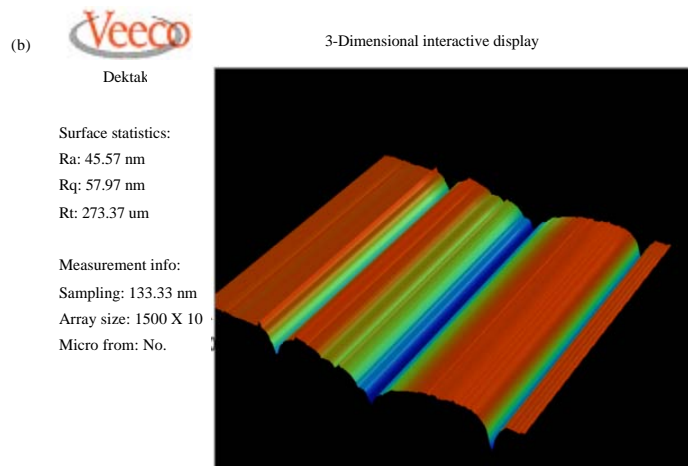 (b)
Veeco
Dektak
3-Dimensional interactive display
Surface statistics:
Ra: 45.57 nm
Rq: 57.97 nm
Rt: 273.37 um
Measurement info:
Sampling: 133.33 nm
Array size: 1500 X 10
Micro from: No.